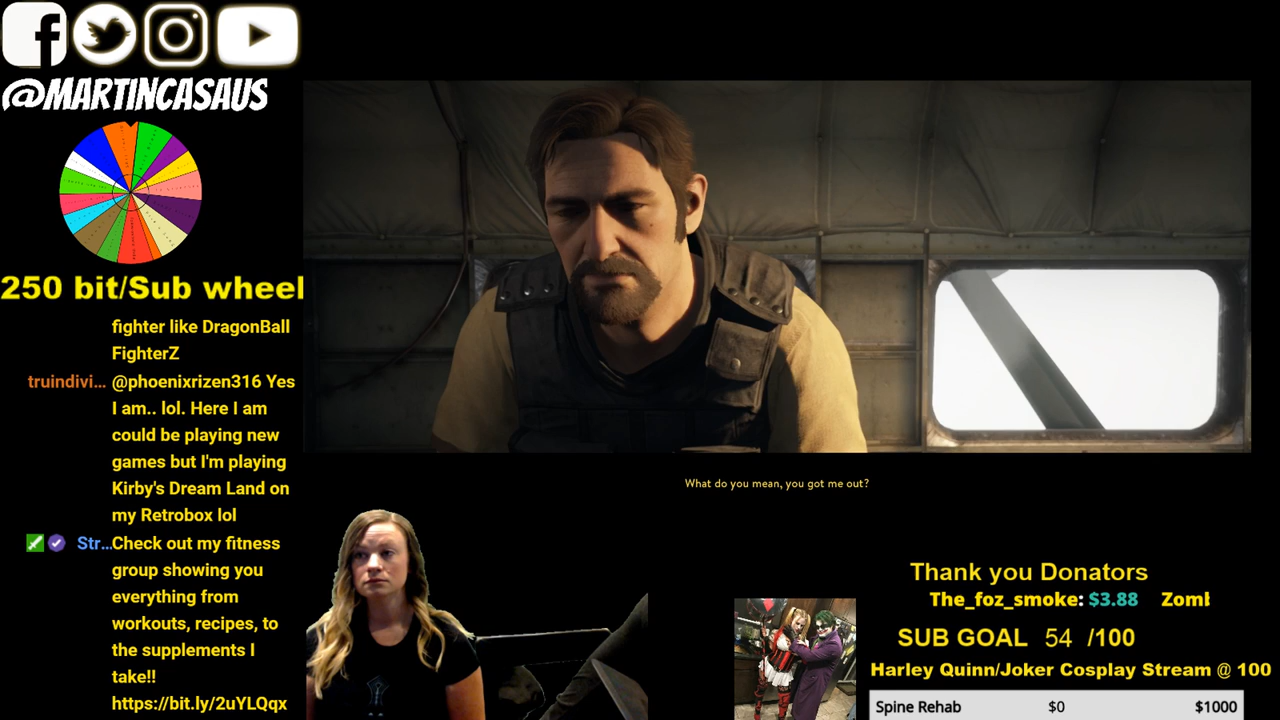 @MARTINCASAUS
250 bit/Sub wheel
fighter like DragonBall
FighterZ
truindivi... @phoenixrizen316 Yes
I am.. lol. Here I am
could be playing new
games but I'm playing
Kirby's Dream Land on
my Retrobox lol
Str... Check out my fitness
group showing you
everything from
workouts, recipes, to
the supplements I
take!!
https://bit.ly/2uYLQqx
What do you mean, you got me out?
Thank you Donators
The_foz_smoke: $3.88 Zomb
SUB GOAL 54 /100
Harley Quinn/Joker Cosplay Stream @ 100
Spine Rehab $0 $1000